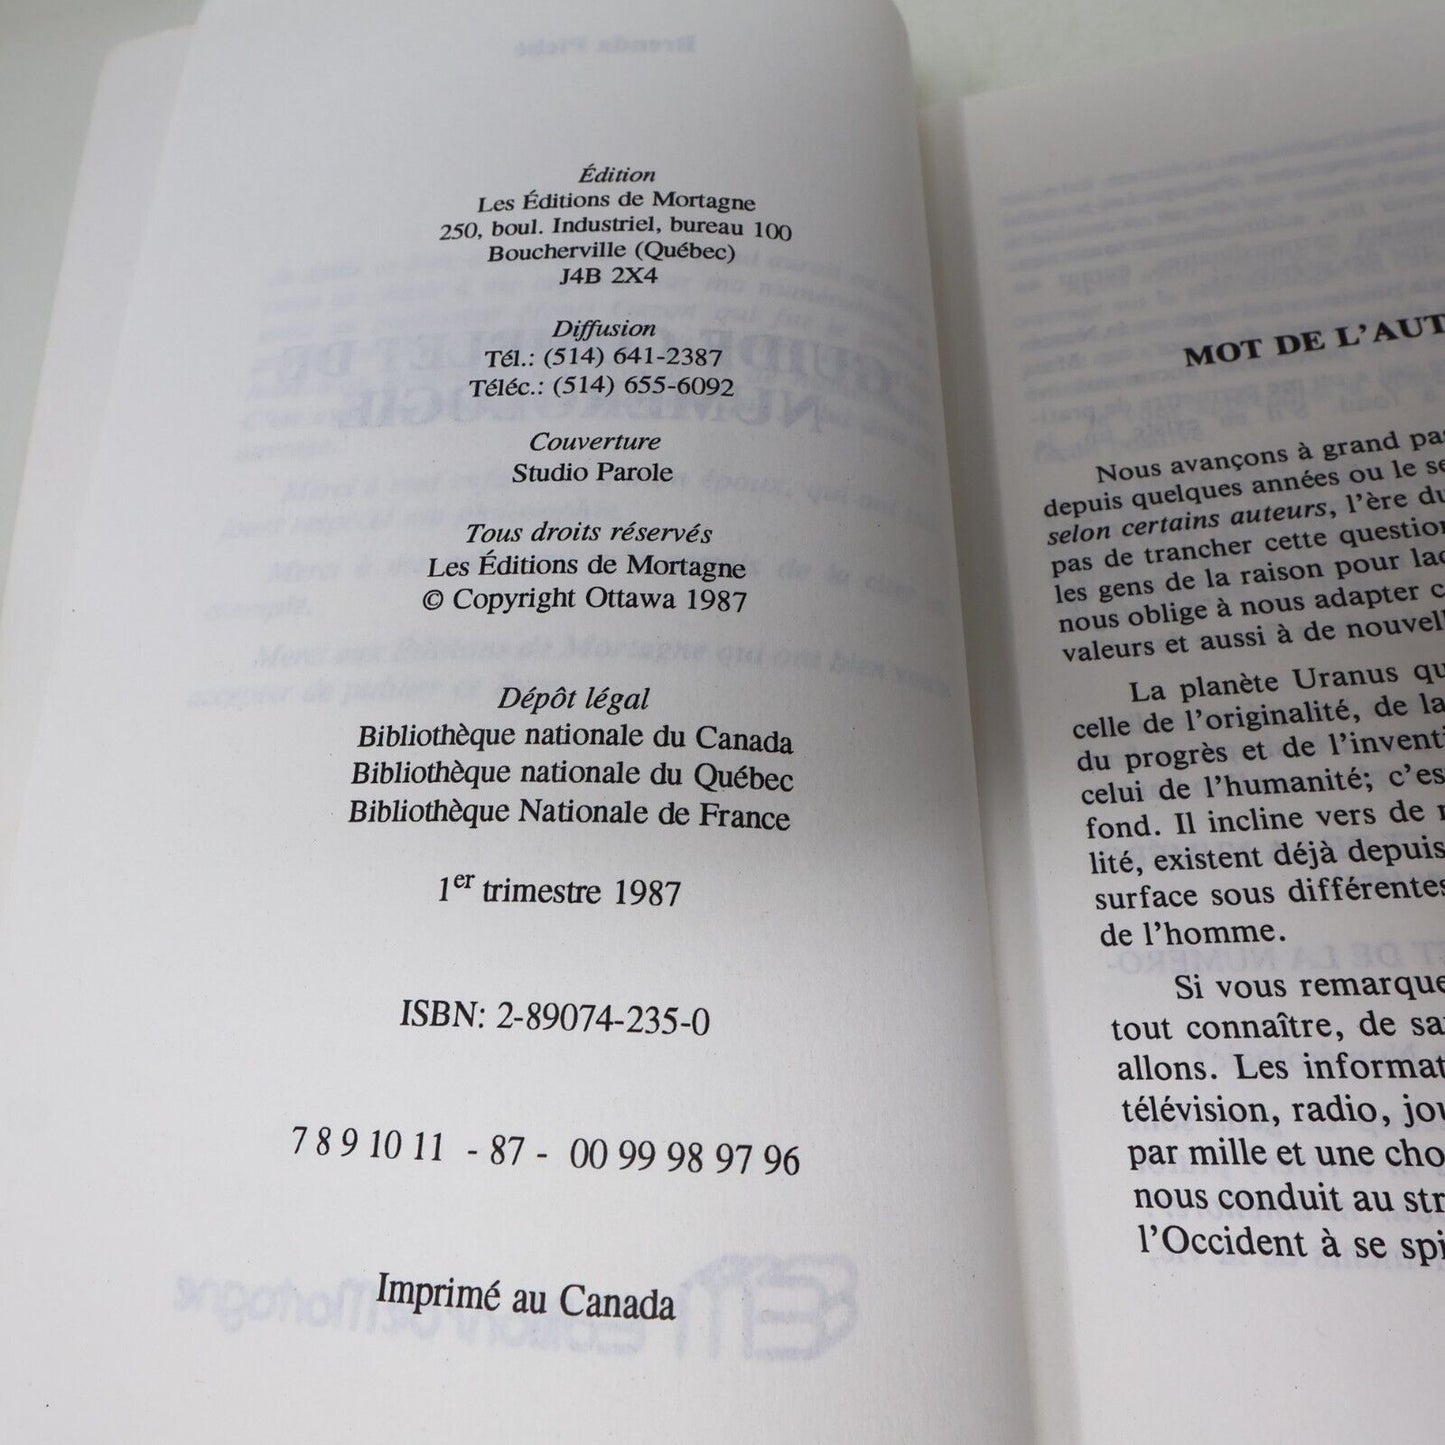 Édition
Les Éditions de Mortagne
250, boul. Industriel, bureau 100
Boucherville (Québec)
J4B 2X4
Diffusion
Tél.: (514) 641-2387
Téléc.: (514) 655-6092
Couverture
Studio Parole
Tous droits réservés
Les Éditions de Mortagne
© Copyright Ottawa 1987
Dépôt légal
Bibliothèque nationale du Canada
Bibliothèque nationale du Québec
Bibliothèque Nationale de France
1er trimestre 1987
ISBN: 2-89074-235-0
7 8 9 10 11 - 87 - 00 99 98 97 96
Imprimé au Canada
MOT DE L'AUT
Nous avançons à grand pa
depuis quelques années ou le se
selon certains auteurs, l'ère du
pas de trancher cette question
les gens de la raison pour laq
nous oblige à nous adapter c
valeurs et aussi à de nouvell
La planète Uranus qu
celle de l'originalité, de la
du progrès et de l'inventi
celui de l'humanité; c'es
fond. Il incline vers de
lité, existent déjà depuis
surface sous différentes
de l'homme.
Si vous remarque
tout connaître, de sa
allons. Les informat
télévision, radio, jou
par mille et une cho
nous conduit au str
l'Occident à se spi